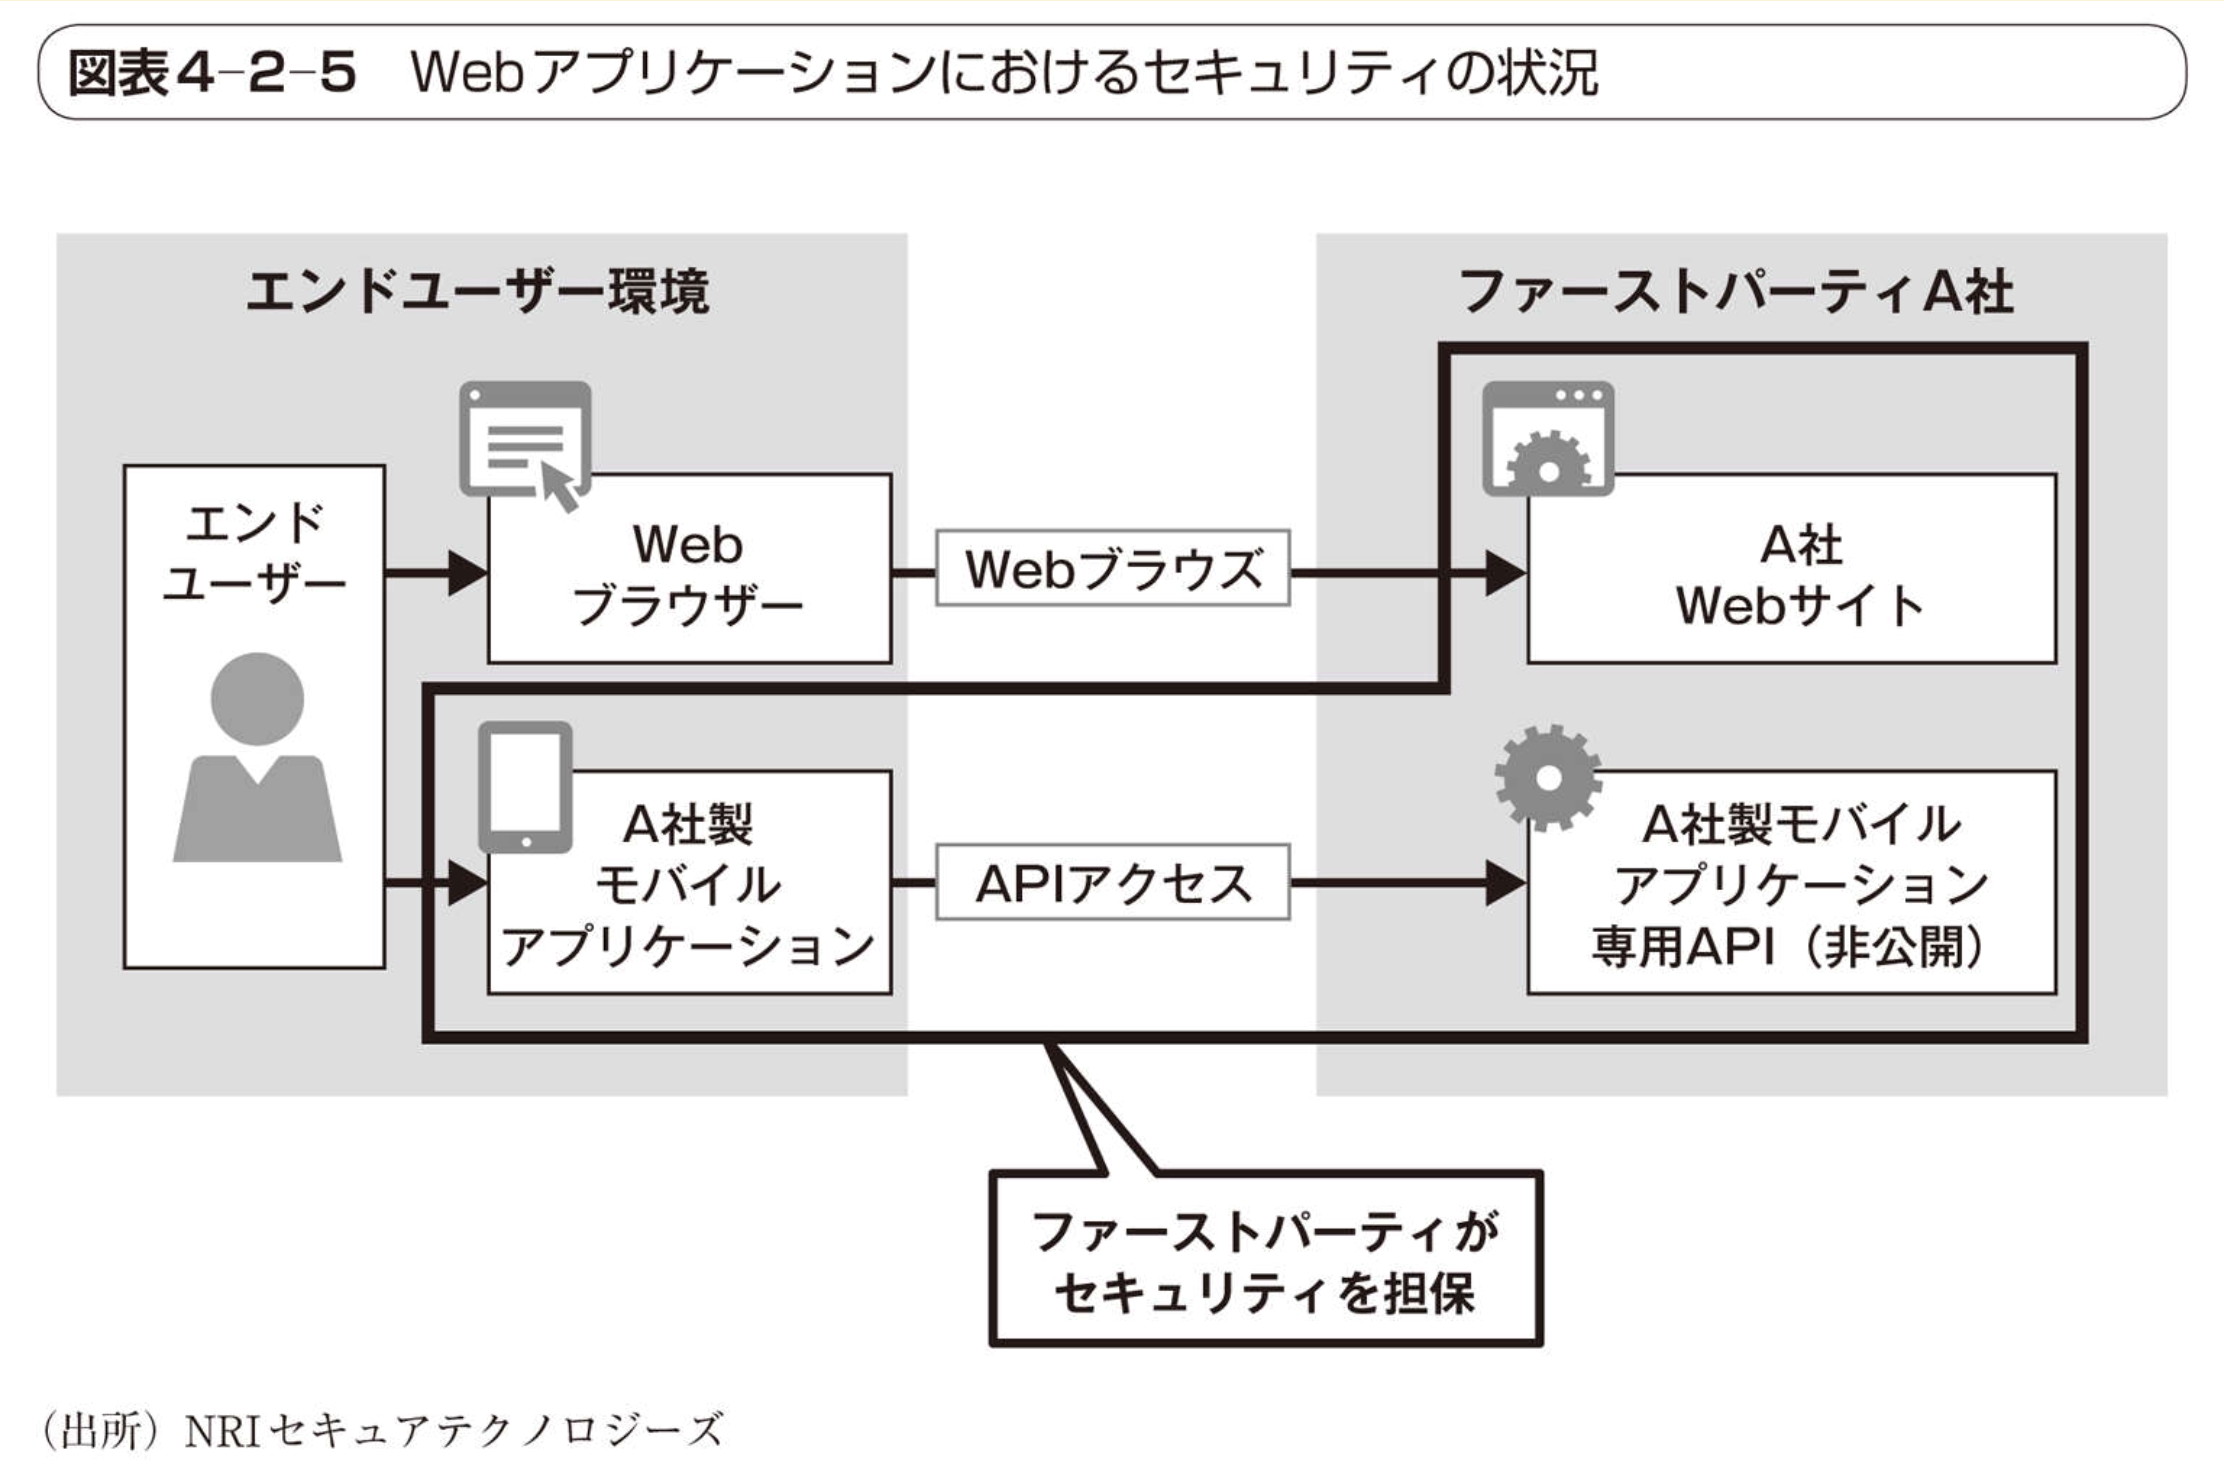 図表4-2-5 Webアプリケーションにおけるセキュリティの状況
エンドユーザー環境
ファーストパーティA社
エンド
ユーザー
Web
ブラウザー
Webブラウズ
A社
Webサイト
A社製
モバイル
アプリケーション
APIアクセス
A社製モバイル
アプリケーション
専用API（非公開）
ファーストパーティが
セキュリティを担保
（出所）NRIセキュアテクノロジーズ